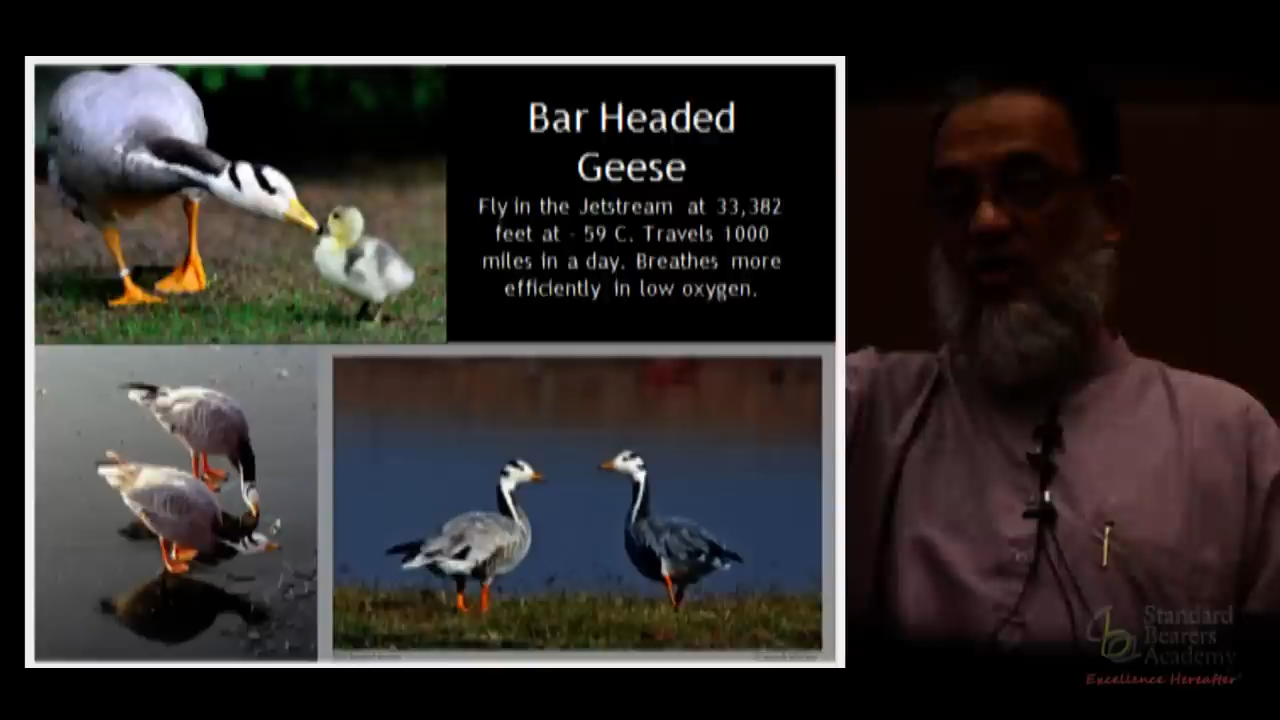 Bar Headed
Geese
Fly in the Jetstream at 33,382
feet at - 59 C. Travels 1000
miles in a day. Breathes more
efficiently in low oxygen.
Standard
Bearers
Academy
Excellence Hereafter